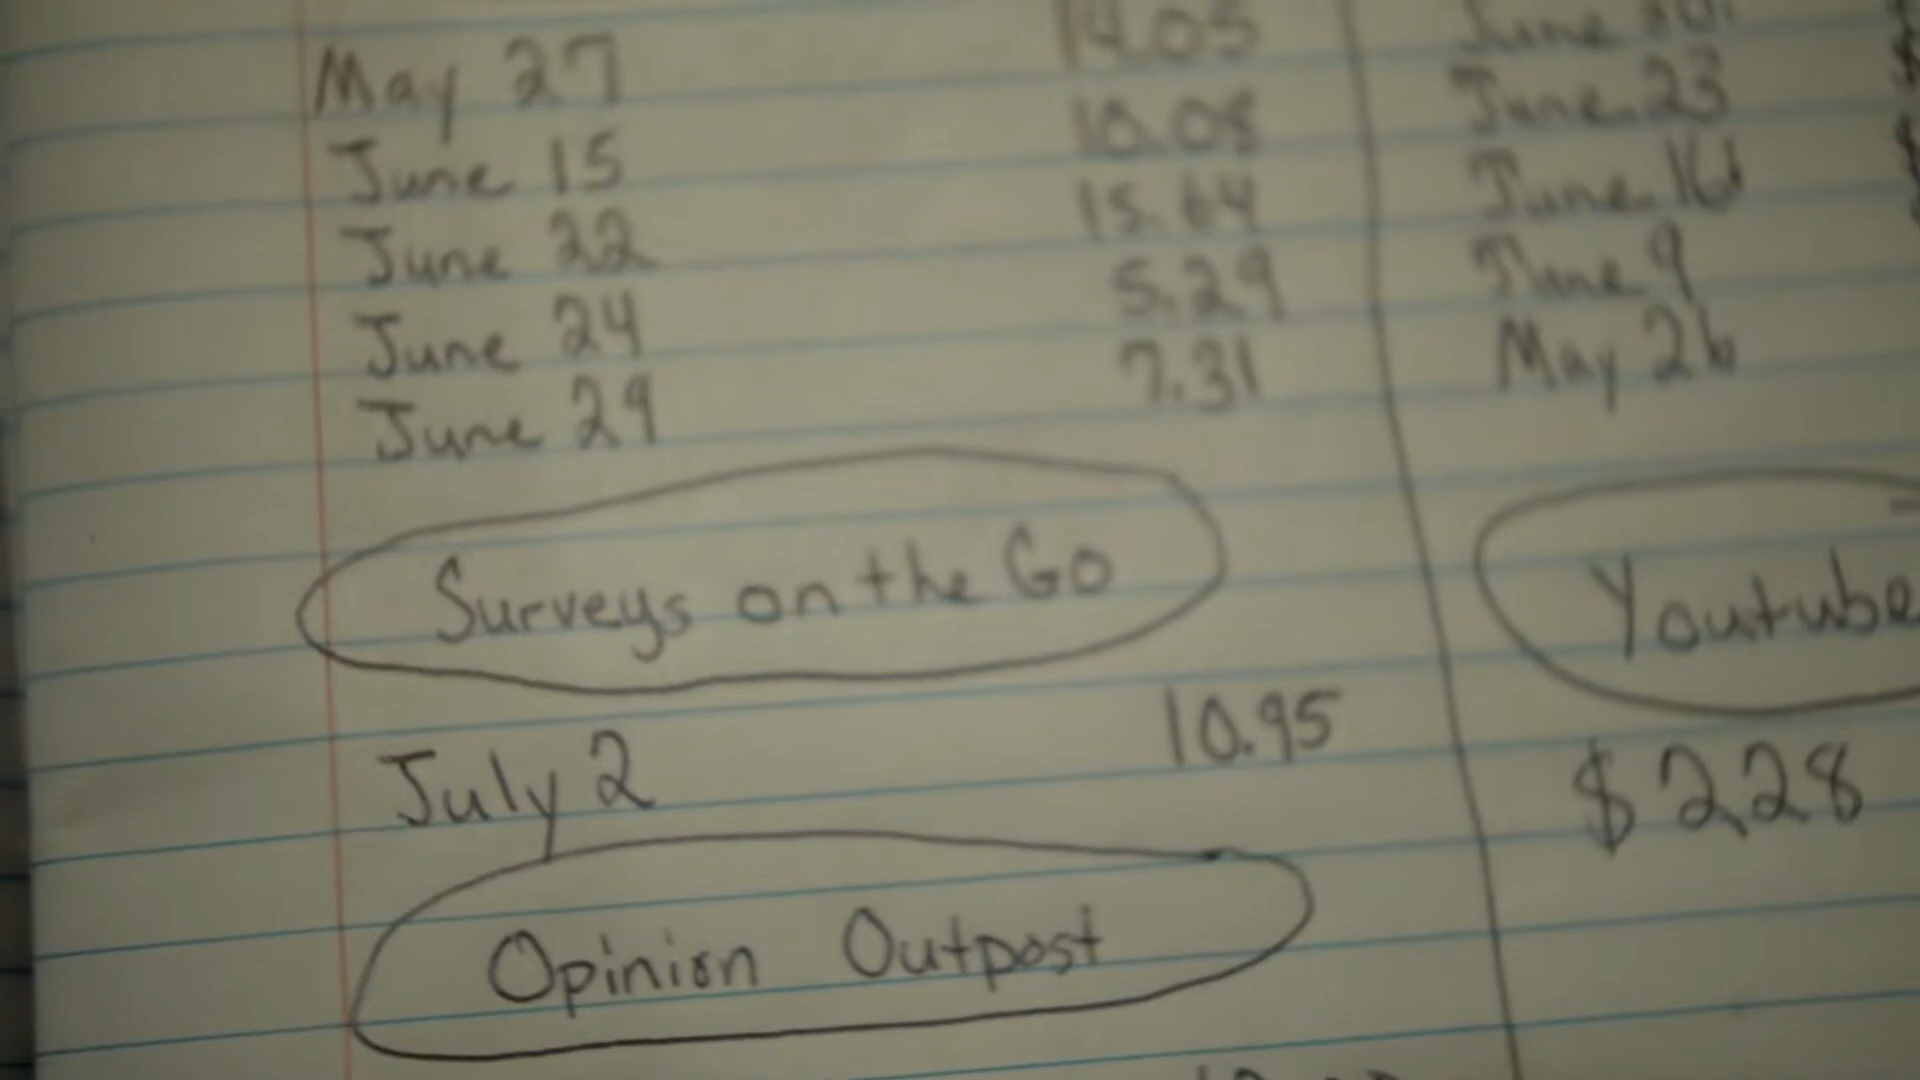 May 27 14.05
June 15 10.08
June 22 15.64
June 24 5.29
June 29 7.31
Surveys on the Go
July 2 10.95
Opinion Outpost
June
June 23
June 16
June 9
May 26
Youtube
$228